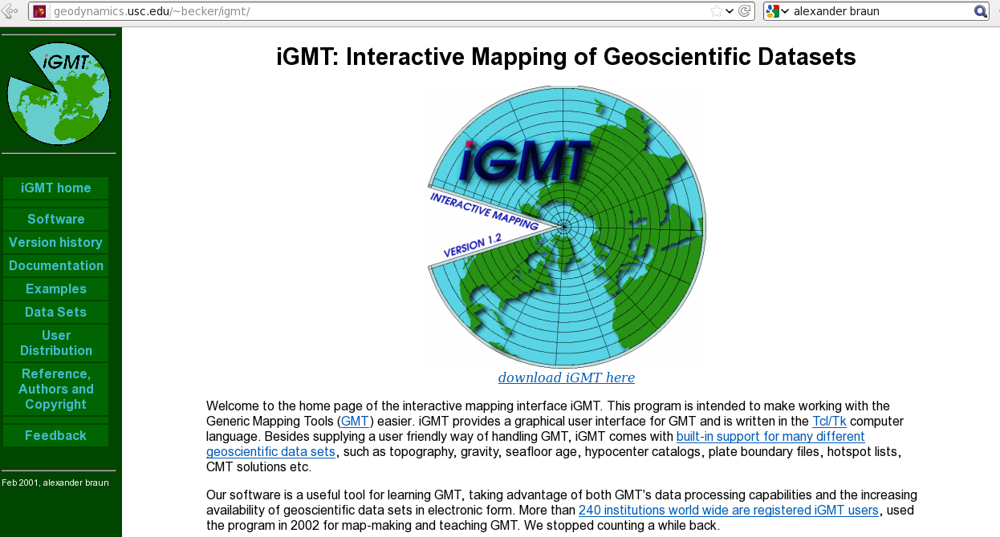 geodynamics.usc.edu/~becker/igmt/
alexander braun
iGMT
iGMT home
Software
Version history
Documentation
Examples
Data Sets
User
Distribution
Reference,
Authors and
Copyright
Feedback
Feb 2001, alexander braun
iGMT: Interactive Mapping of Geoscientific Datasets
iGMT
INTERACTIVE MAPPING
VERSION 1.2
download iGMT here
Welcome to the home page of the interactive mapping interface iGMT. This program is intended to make working with the
Generic Mapping Tools (GMT) easier. iGMT provides a graphical user interface for GMT and is written in the Tcl/Tk computer
language. Besides supplying a user friendly way of handling GMT, iGMT comes with built-in support for many different
geoscientific data sets, such as topography, gravity, seafloor age, hypocenter catalogs, plate boundary files, hotspot lists,
CMT solutions etc.
Our software is a useful tool for learning GMT, taking advantage of both GMT's data processing capabilities and the increasing
availability of geoscientific data sets in electronic form. More than 240 institutions world wide are registered iGMT users, used
the program in 2002 for map-making and teaching GMT. We stopped counting a while back.